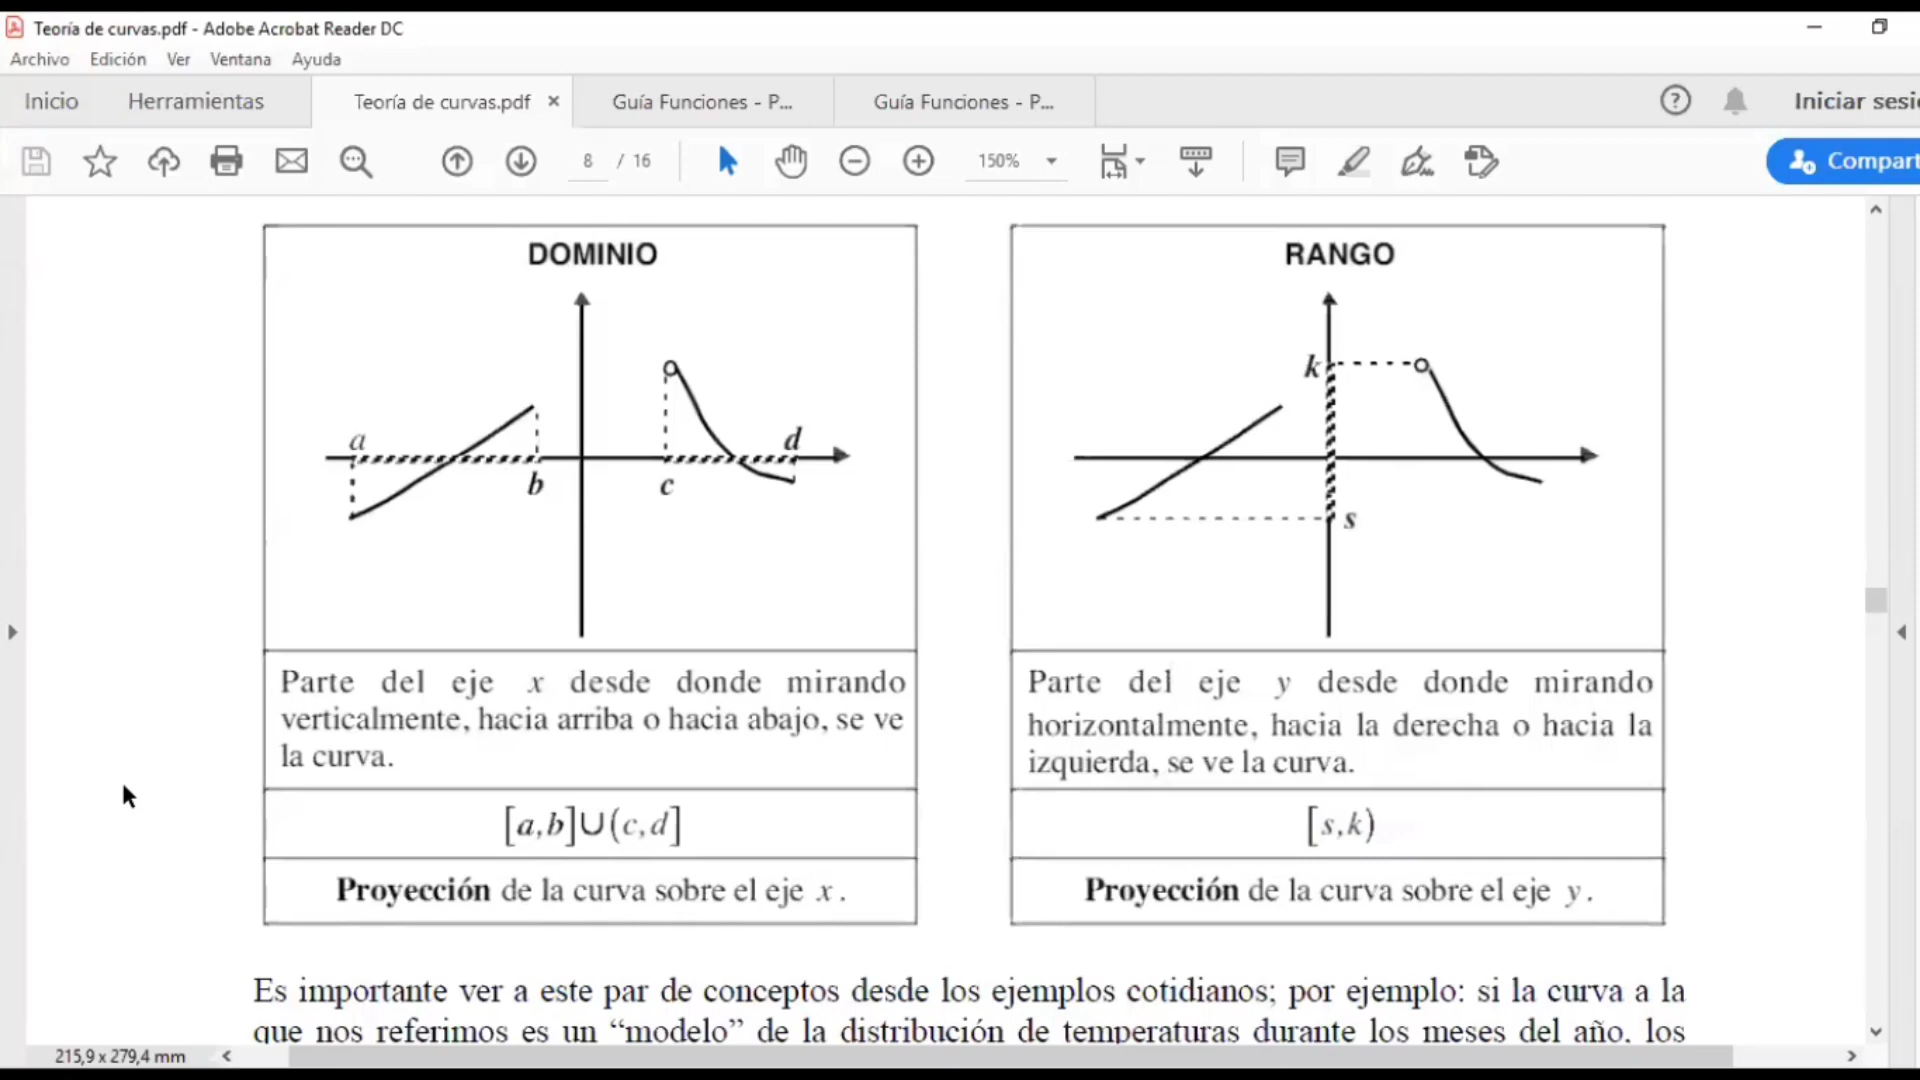 Teoría de curvas.pdf - Adobe Acrobat Reader DC
Archivo Edición Ver Ventana Ayuda
Inicio Herramientas Teoría de curvas.pdf × Guía Funciones - P... Guía Funciones - P... ? Iniciar sesi
8 / 16 150% Compart
DOMINIO
a
b
c
d
Parte del eje x desde donde mirando
verticalmente, hacia arriba o hacia abajo, se ve
la curva.
[a,b]∪(c,d]
Proyección de la curva sobre el eje x.
RANGO
k
s
Parte del eje y desde donde mirando
horizontalmente, hacia la derecha o hacia la
izquierda, se ve la curva.
[s,k)
Proyección de la curva sobre el eje y.
Es importante ver a este par de conceptos desde los ejemplos cotidianos; por ejemplo: si la curva a la
que nos referimos es un “modelo” de la distribución de temperaturas durante los meses del año, los
215,9 x 279,4 mm